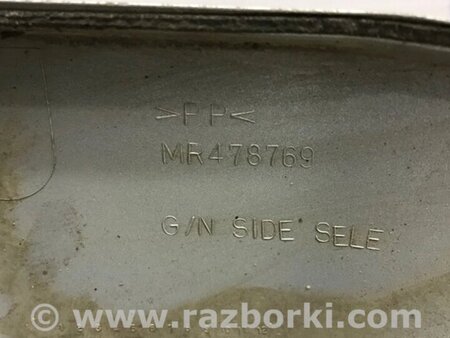 >PP<
MR478769
G/N SIDE SELE
www.razborki.com